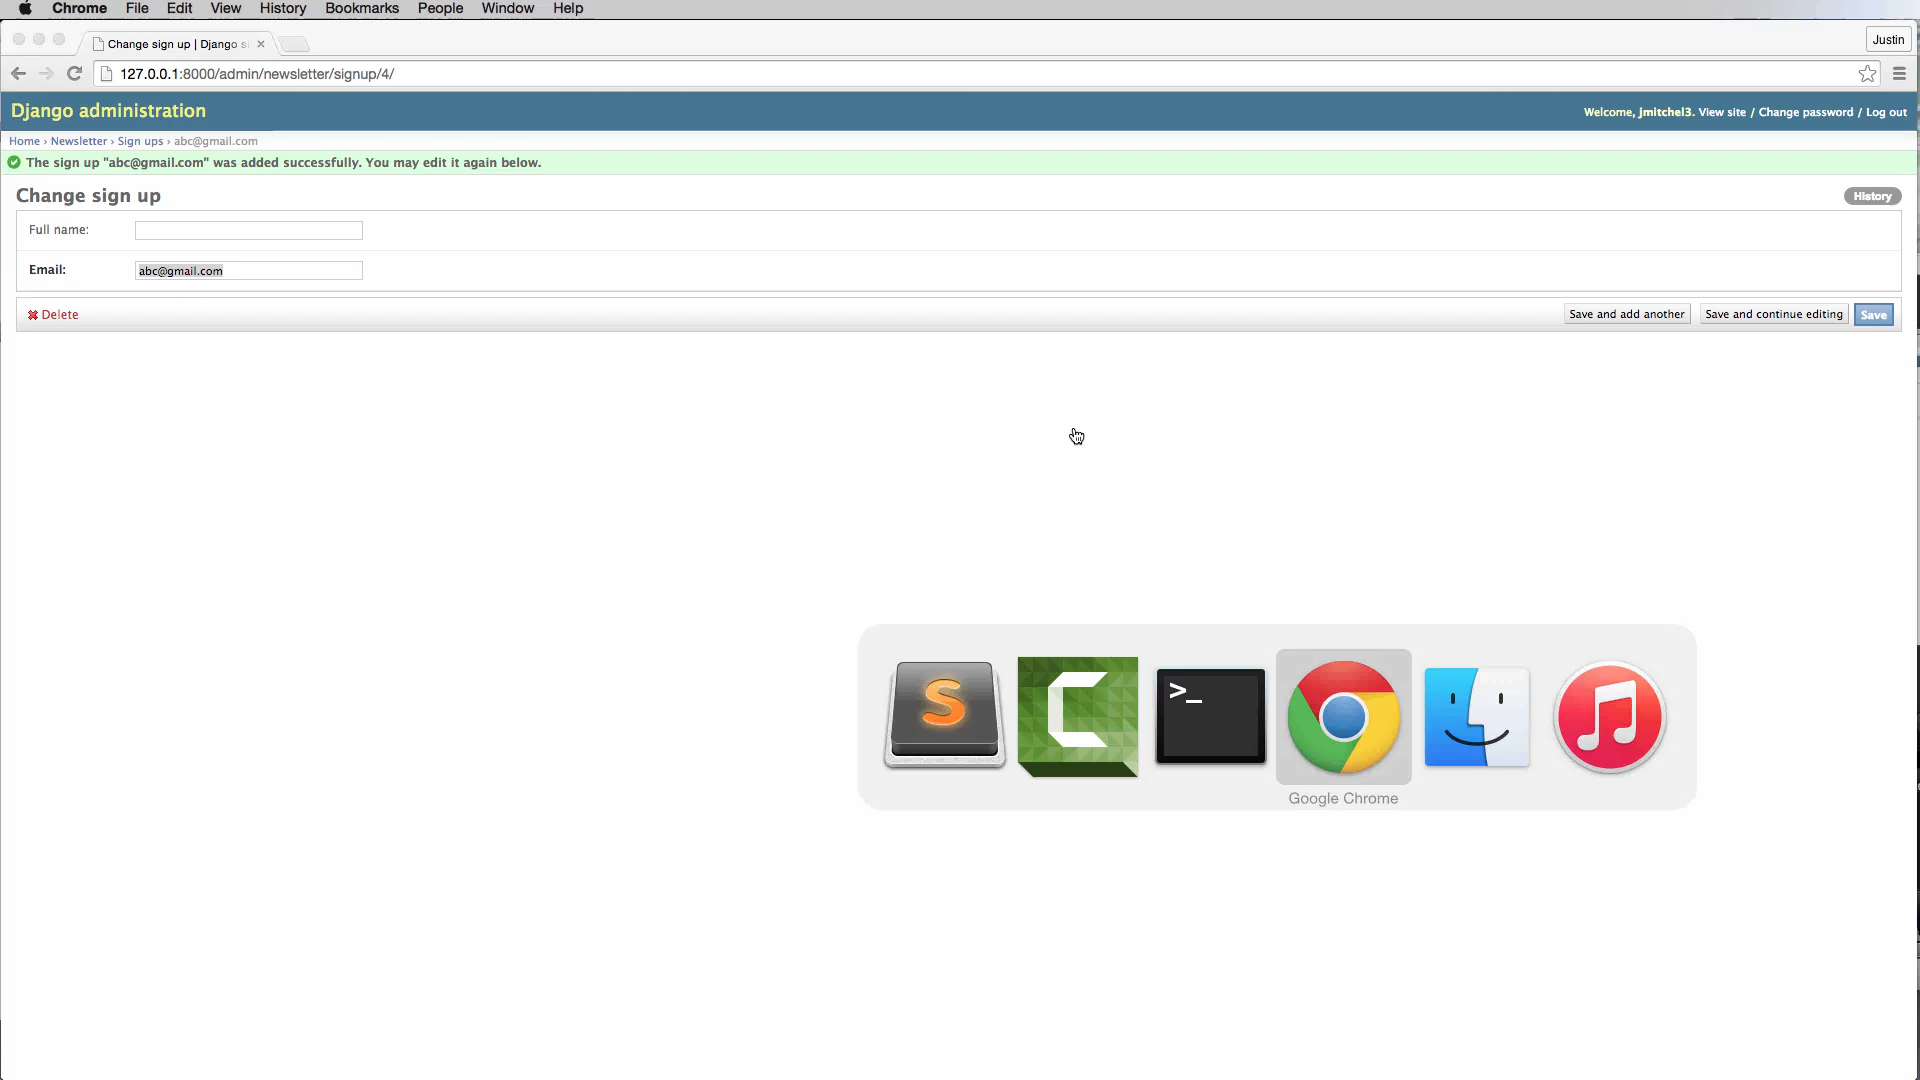 Chrome File Edit View History Bookmarks People Window Help
Change sign up | Django s
Justin
127.0.0.1:8000/admin/newsletter/signup/4/
Django administration
Welcome, jmitchel3. View site / Change password / Log out
Home › Newsletter › Sign ups › abc@gmail.com
The sign up "abc@gmail.com" was added successfully. You may edit it again below.
Change sign up
History
Full name:
Email: abc@gmail.com
Delete
Save and add another Save and continue editing Save
S
>_
Google Chrome